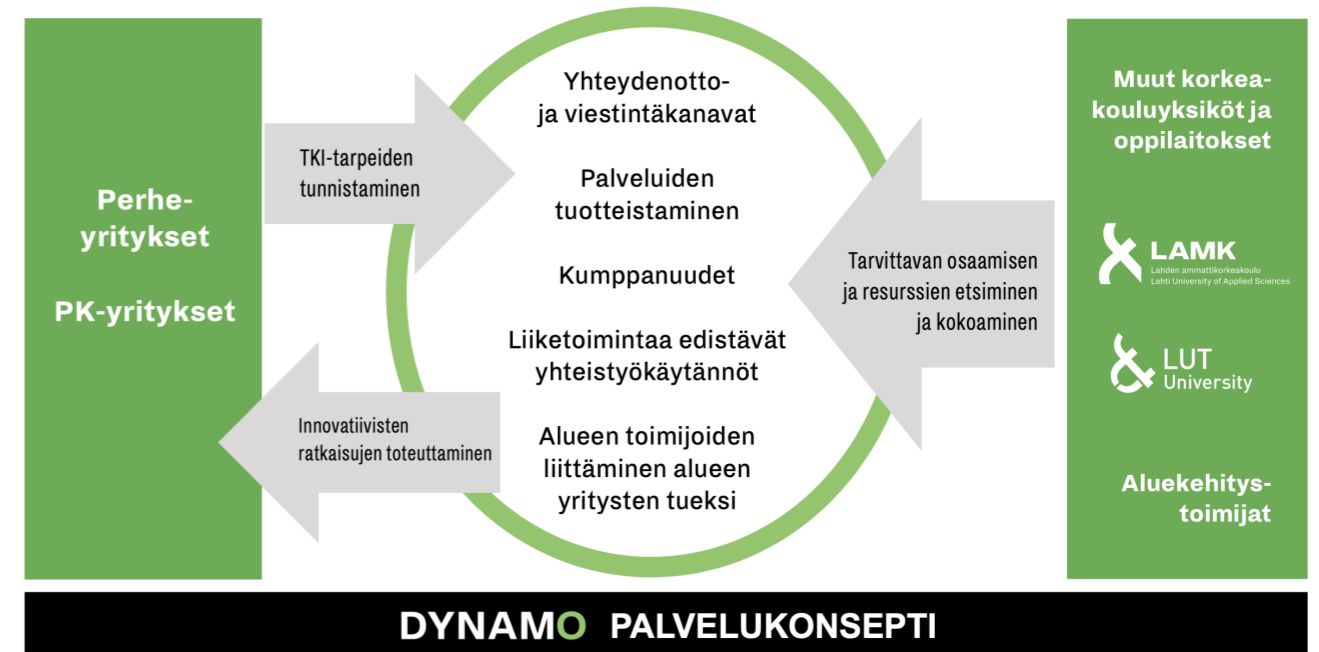 Perhe-
yritykset
PK-yritykset
TKI-tarpeiden
tunnistaminen
Innovatiivisten
ratkaisujen toteuttaminen
Yhteydenotto-
ja viestintäkanavat
Palveluiden
tuotteistaminen
Kumppanuudet
Liiketoimintaa edistävät
yhteistyökäytännöt
Alueen toimijoiden
liittäminen alueen
yritysten tueksi
Tarvittavan osaamisen
ja resurssien etsiminen
ja kokoaminen
Muut korkea-
kouluyksiköt ja
oppilaitokset
LAMK
Lahden ammattikorkeakoulu
Lahti University of Applied Sciences
LUT
University
Aluekehitys-
toimijat
DYNAMO PALVELUKONSEPTI